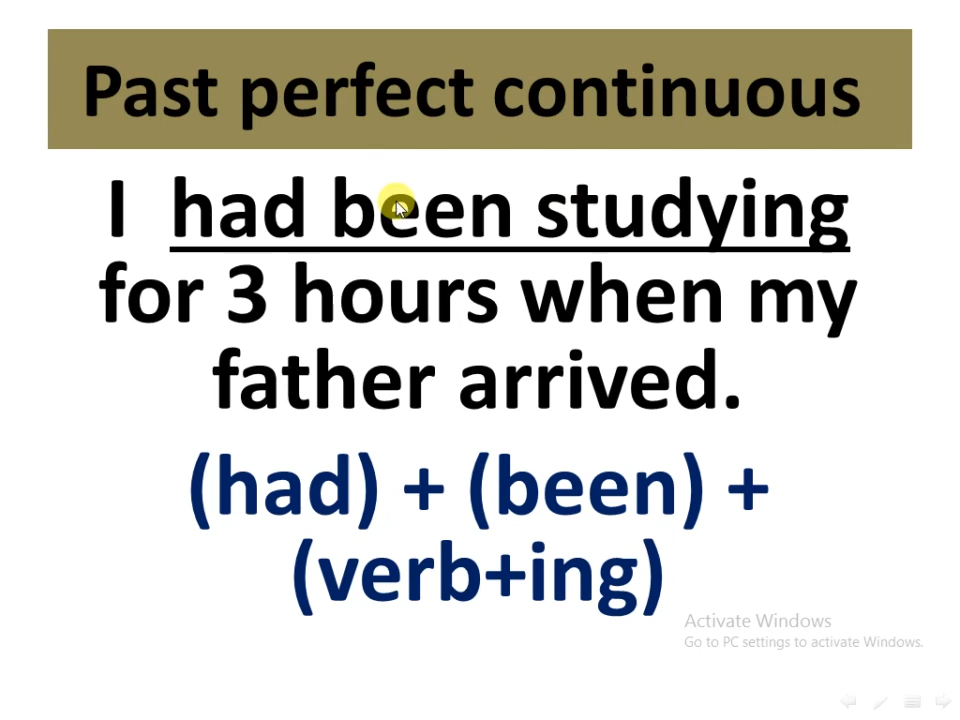 Past perfect continuous
I had been studying
for 3 hours when my
father arrived.
(had) + (been) +
(verb+ing)
Activate Windows
Go to PC settings to activate Windows.